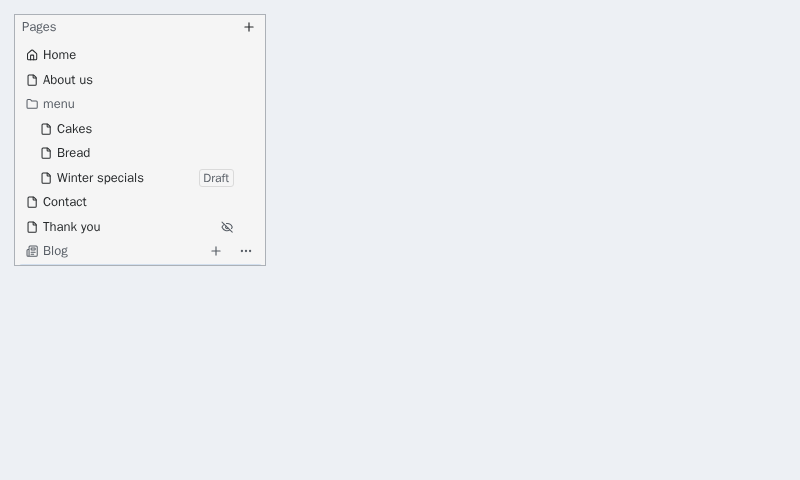 Pages
Home
About us
menu
Cakes
Bread
Winter specials Draft
Contact
Thank you
Blog